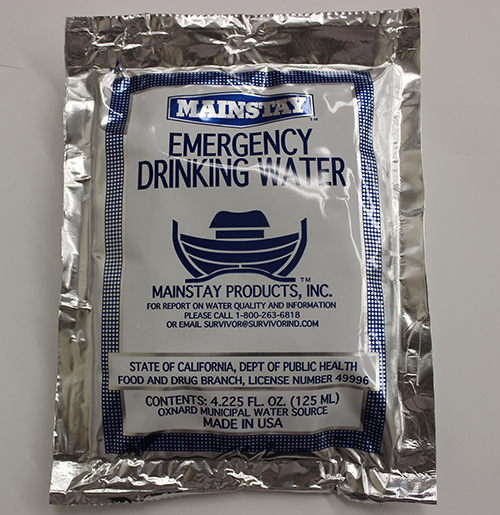 MAINSTAY™
EMERGENCY
DRINKING WATER
™
MAINSTAY PRODUCTS, INC.
FOR REPORT ON WATER QUALITY AND INFORMATION
PLEASE CALL 1-800-263-6818
OR EMAIL SURVIVOR@SURVIVORIND.COM
STATE OF CALIFORNIA, DEPT OF PUBLIC HEALTH
FOOD AND DRUG BRANCH, LICENSE NUMBER 49996
CONTENTS: 4.225 FL. OZ. (125 ML)
OXNARD MUNICIPAL WATER SOURCE
MADE IN USA